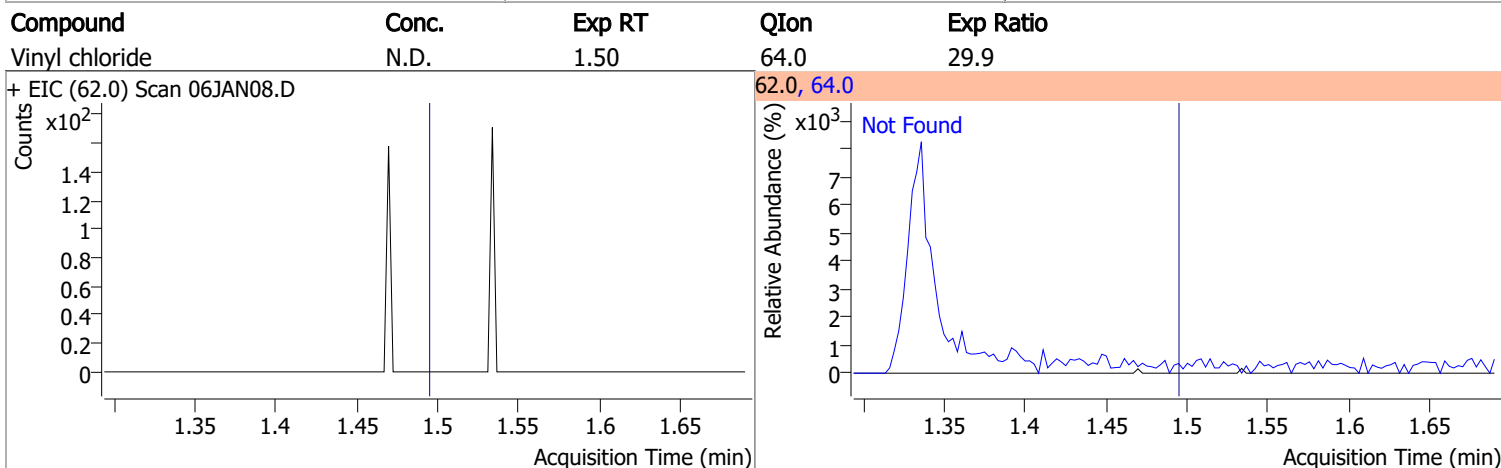 Compound Conc. Exp RT QIon Exp Ratio
Vinyl chloride N.D. 1.50 64.0 29.9
+ EIC (62.0) Scan 06JAN08.D
Counts
x10²
1.4
1.2
1
0.8
0.6
0.4
0.2
0
1.35 1.4 1.45 1.5 1.55 1.6 1.65
Acquisition Time (min)
62.0, 64.0
Relative Abundance (%)
x10³
Not Found
7
6
5
4
3
2
1
0
1.35 1.4 1.45 1.5 1.55 1.6 1.65
Acquisition Time (min)